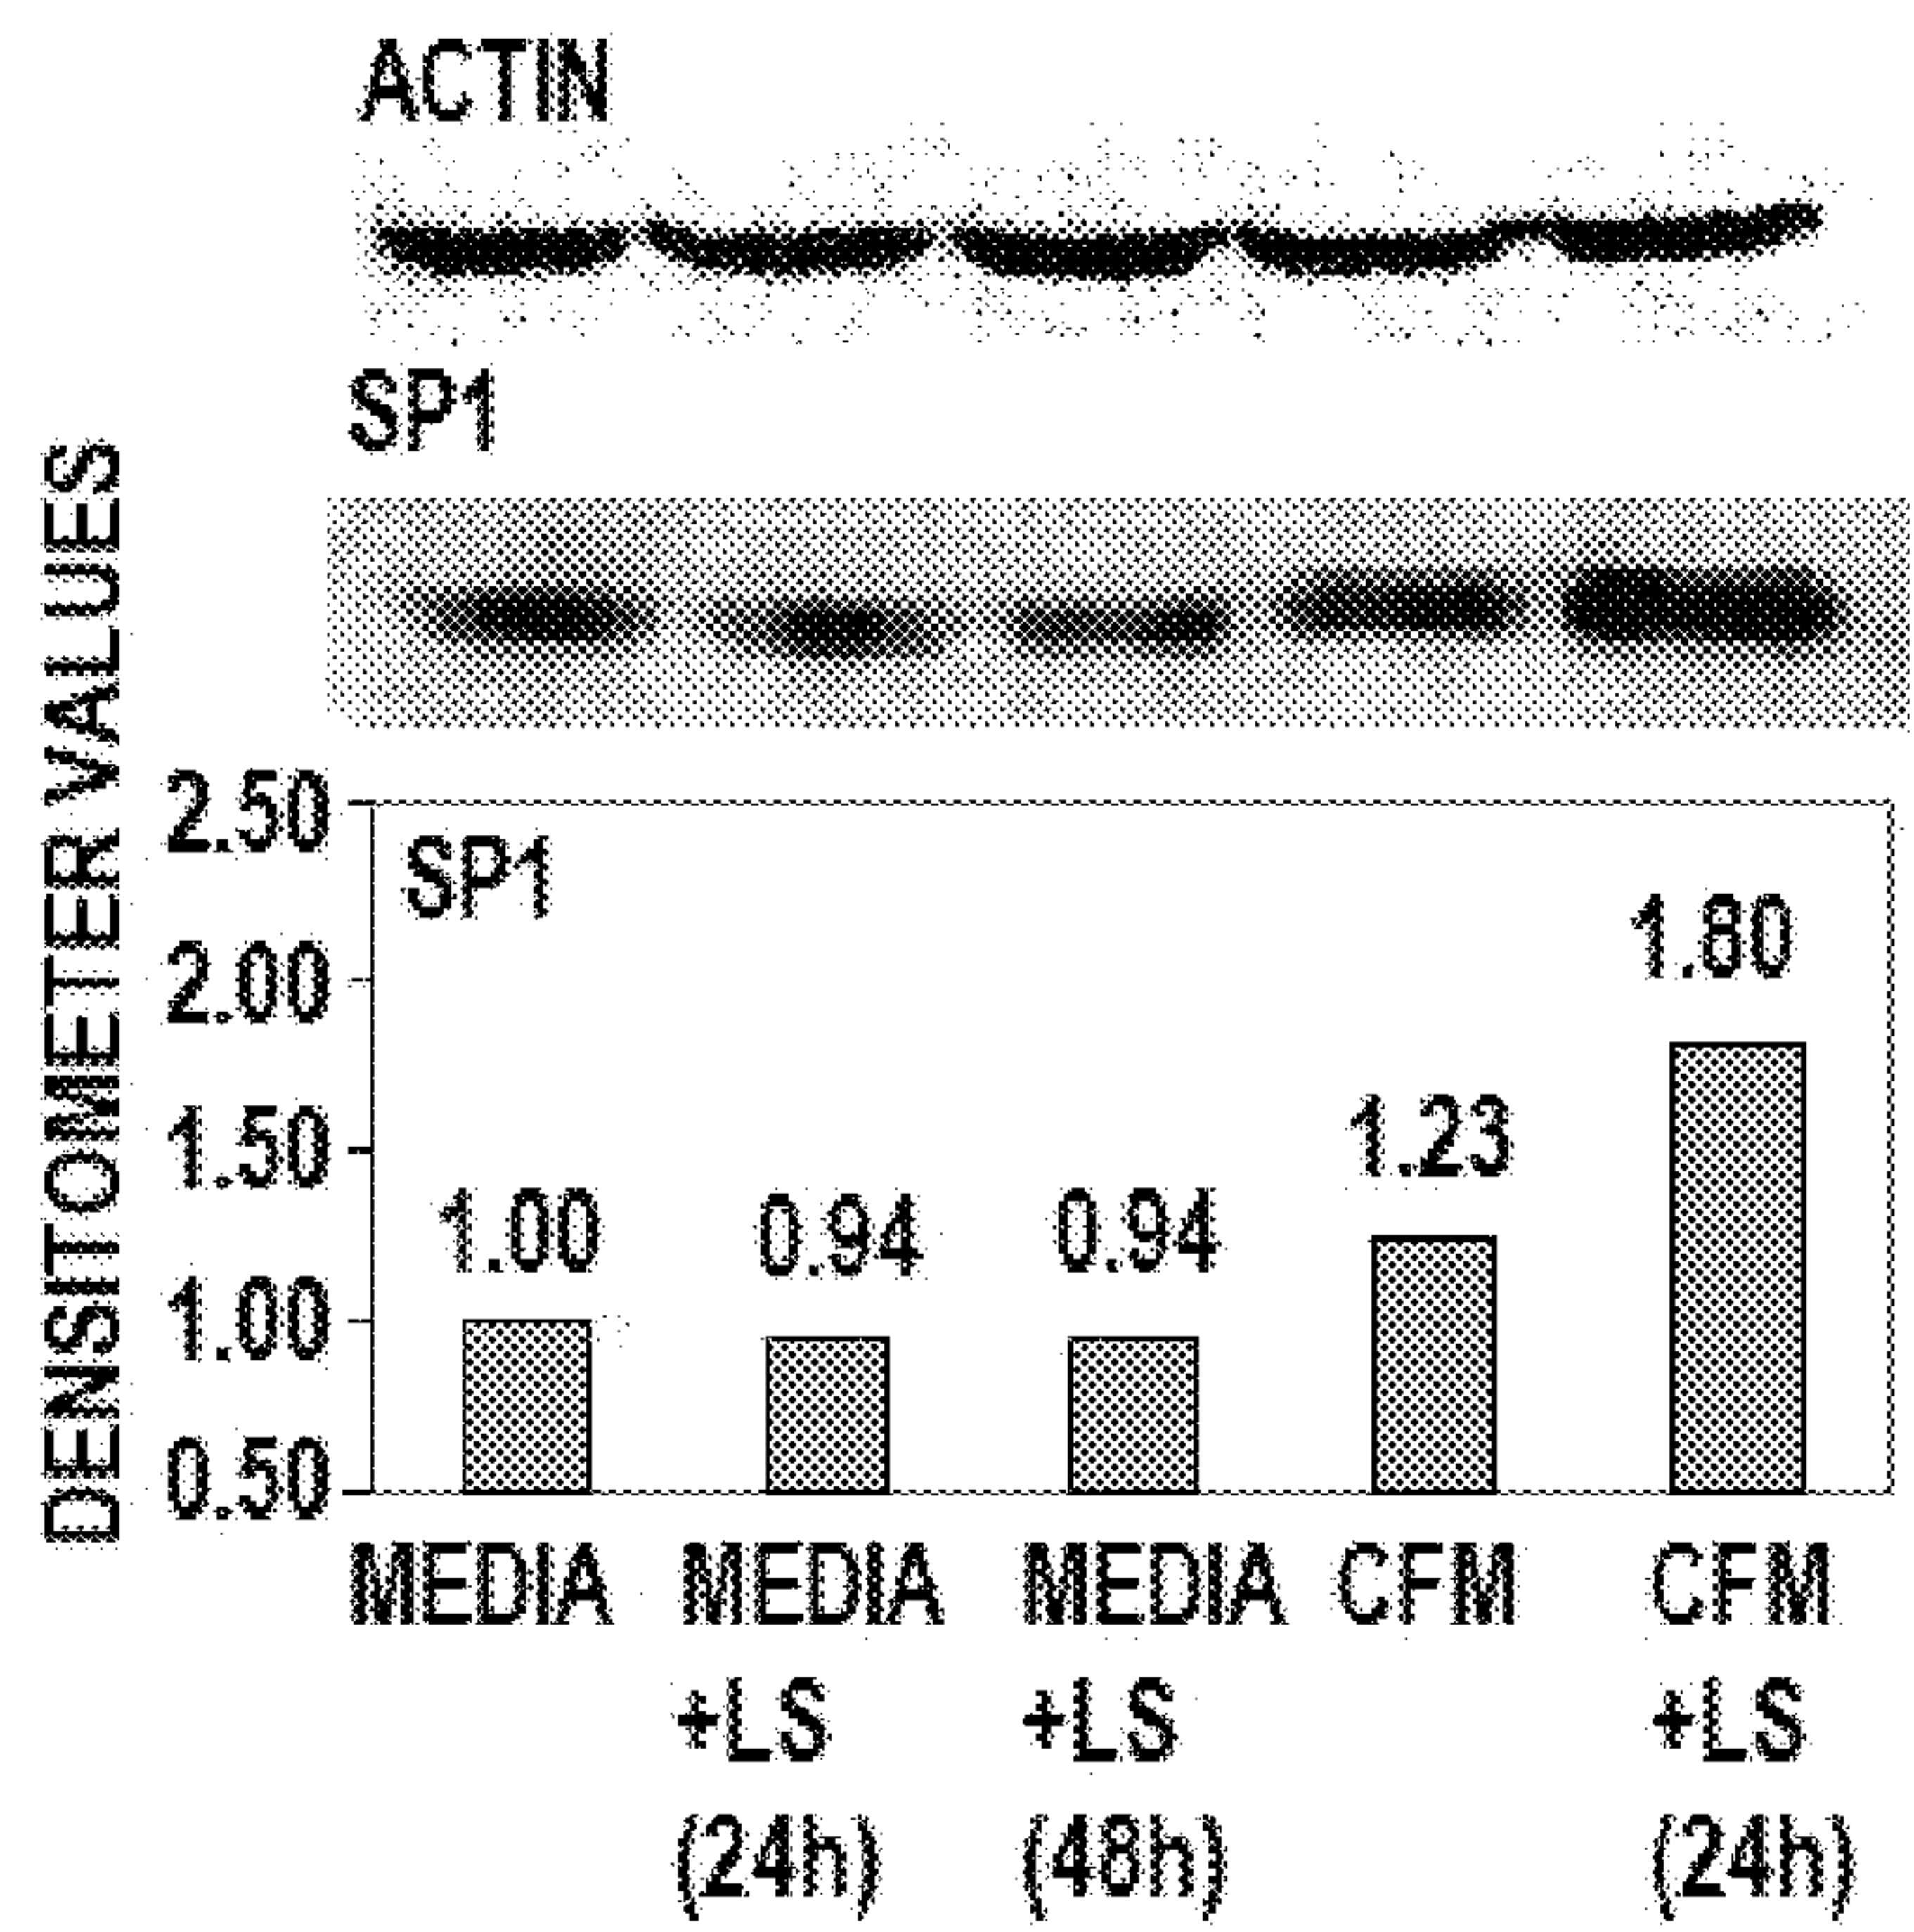 ACTIN
SP1
DENSITOMETER VALUES
2.50
2.00
1.50
1.00
0.50
SP1
1.00 0.94 0.94 1.23 1.80
MEDIA MEDIA MEDIA CFM CFM
+LS +LS +LS
(24h) (48h) (24h)